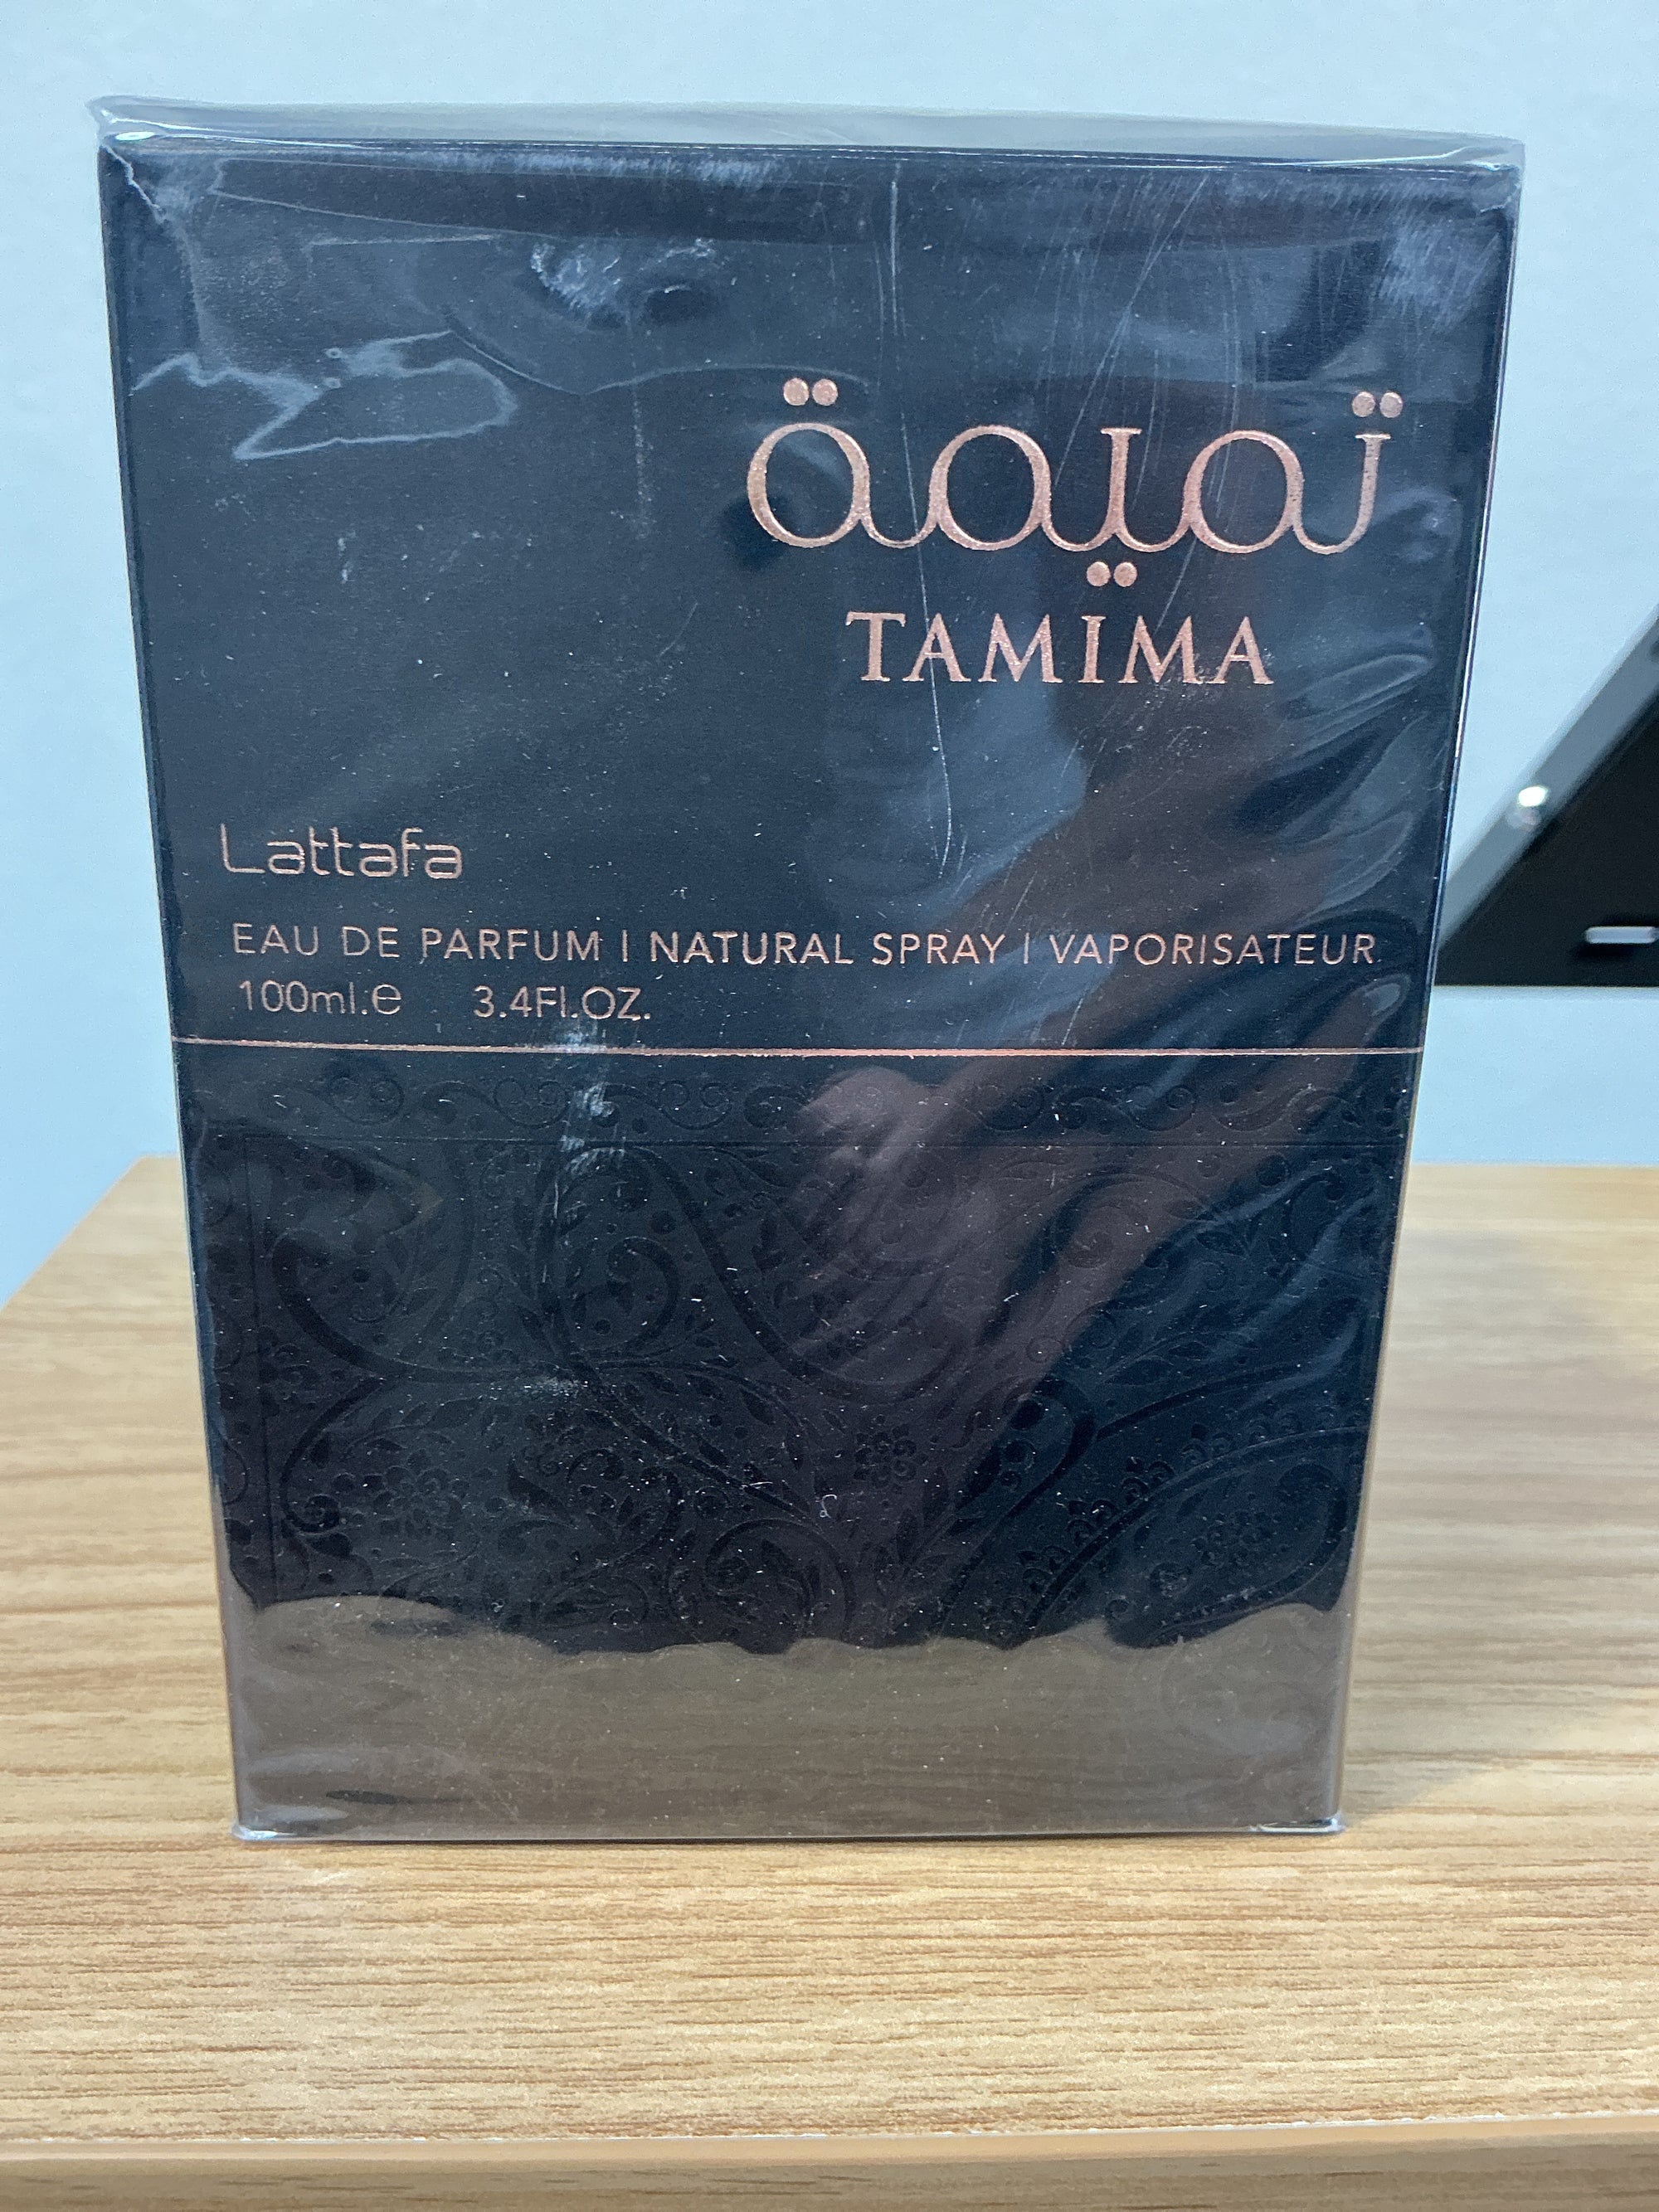 تميمة
TAMIMA
Lattafa
EAU DE PARFUM | NATURAL SPRAY | VAPORISATEUR
100ml.e 3.4Fl.OZ.